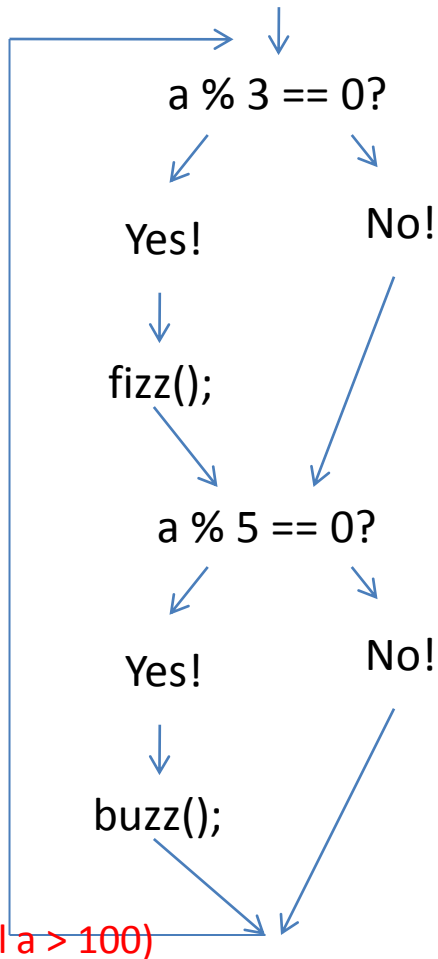 a % 3 == 0?
Yes! No!
fizz();
a % 5 == 0?
Yes! No!
buzz();
a > 100)